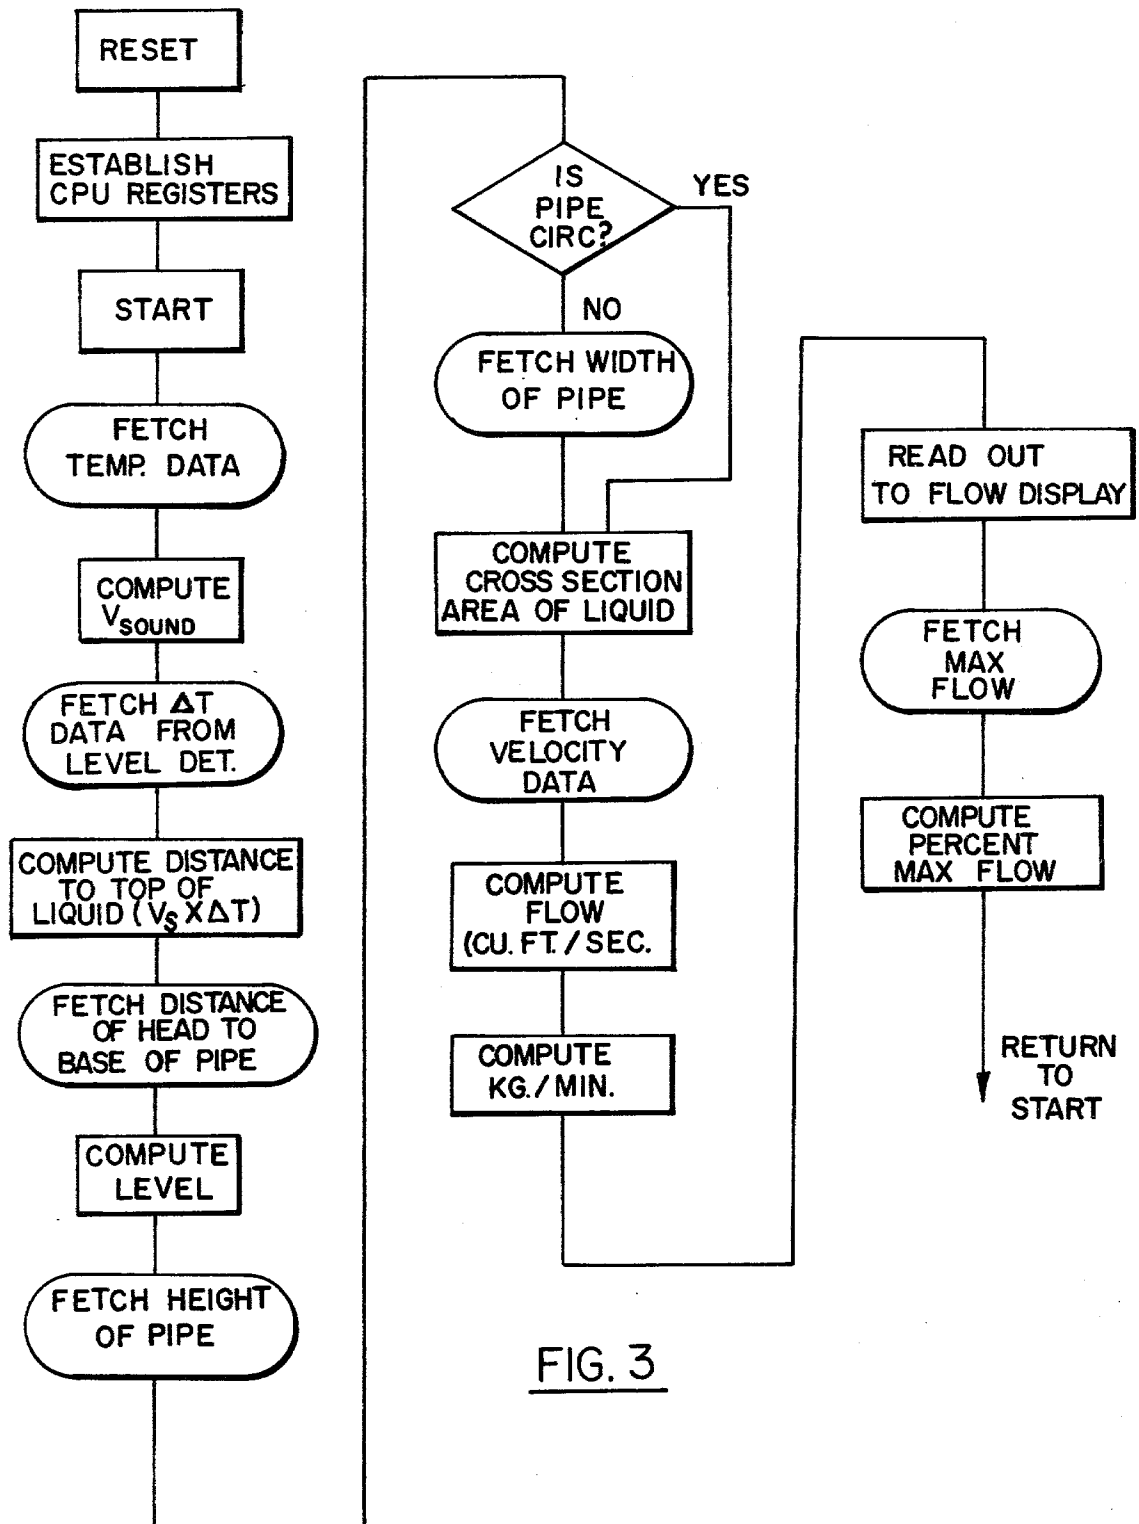 RESET
ESTABLISH
CPU REGISTERS
START
FETCH
TEMP. DATA
COMPUTE
VSOUND
FETCH ΔT
DATA FROM
LEVEL DET.
COMPUTE DISTANCE
TO TOP OF
LIQUID (VS X ΔT)
FETCH DISTANCE
OF HEAD TO
BASE OF PIPE
COMPUTE
LEVEL
FETCH HEIGHT
OF PIPE
IS
PIPE
CIRC?
YES
NO
FETCH WIDTH
OF PIPE
COMPUTE
CROSS SECTION
AREA OF LIQUID
FETCH
VELOCITY
DATA
COMPUTE
FLOW
(CU. FT. / SEC.
COMPUTE
KG. / MIN.
READ OUT
TO FLOW DISPLAY
FETCH
MAX
FLOW
COMPUTE
PERCENT
MAX FLOW
RETURN
TO
START
FIG. 3